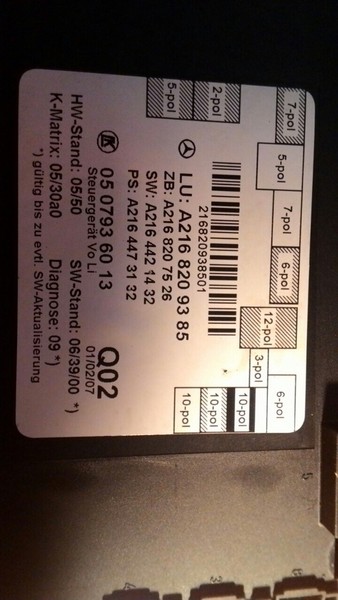 7-pol
5-pol
7-pol
6-pol
12-pol
3-pol
6-pol
2-pol
5-pol
10-pol
10-pol
10-pol
216820938501
LU: A216 820 93 85
ZB: A216 820 75 26
SW: A216 442 14 32
PS: A216 447 31 32
05 0793 60 13
Q02
Steuergerät Vo Li
01/02/07
HW-Stand: 05/50
SW-Stand: 06/39/00 *)
K-Matrix: 05/30a0
Diagnose: 09 *)
*) gültig bis zu evtl. SW-Aktualisierung